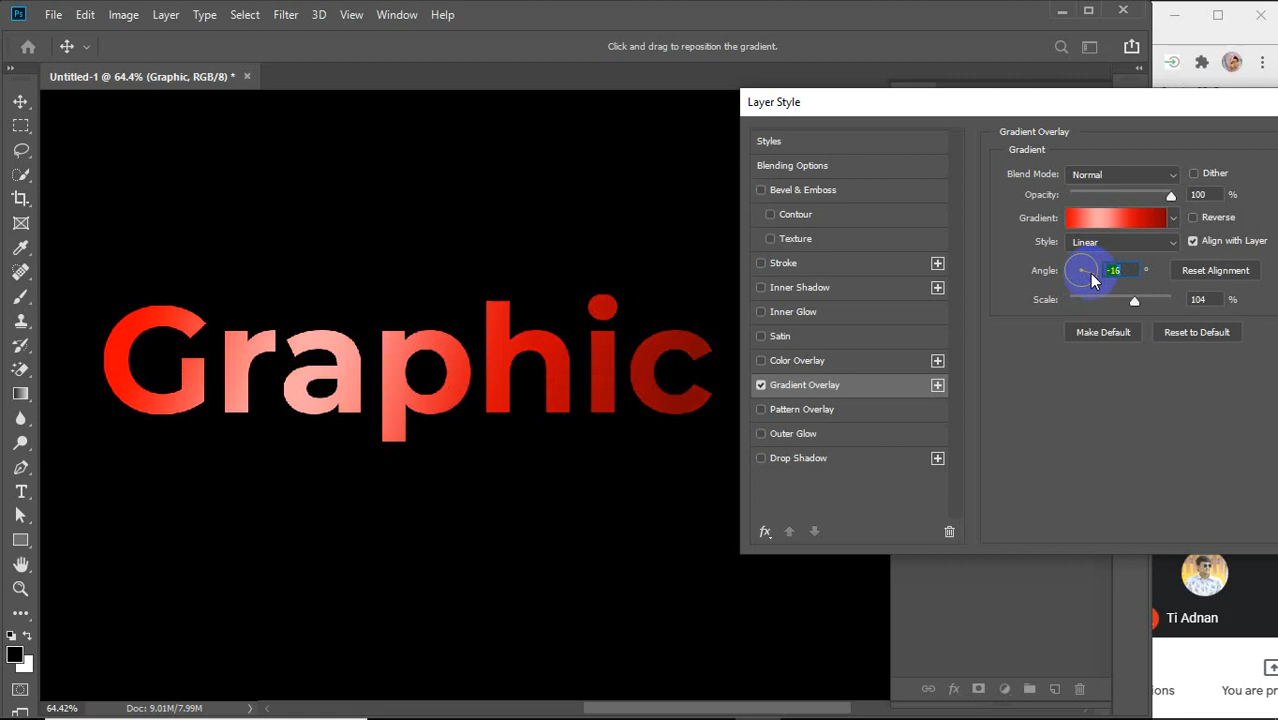 Ps File Edit Image Layer Type Select Filter 3D View Window Help
Click and drag to reposition the gradient.
Untitled-1 @ 64.4% (Graphic, RGB/8) *
Graphic
Layer Style
Styles
Blending Options
Bevel & Emboss
Contour
Texture
Stroke
Inner Shadow
Inner Glow
Satin
Color Overlay
Gradient Overlay
Pattern Overlay
Outer Glow
Drop Shadow
fx
Gradient Overlay
Gradient
Blend Mode: Normal Dither
Opacity: 100 %
Gradient: Reverse
Style: Linear Align with Layer
Angle: -16 ° Reset Alignment
Scale: 104 %
Make Default Reset to Default
Ti Adnan
ions You are pr
fx
64.42% Doc: 9.01M/7.99M